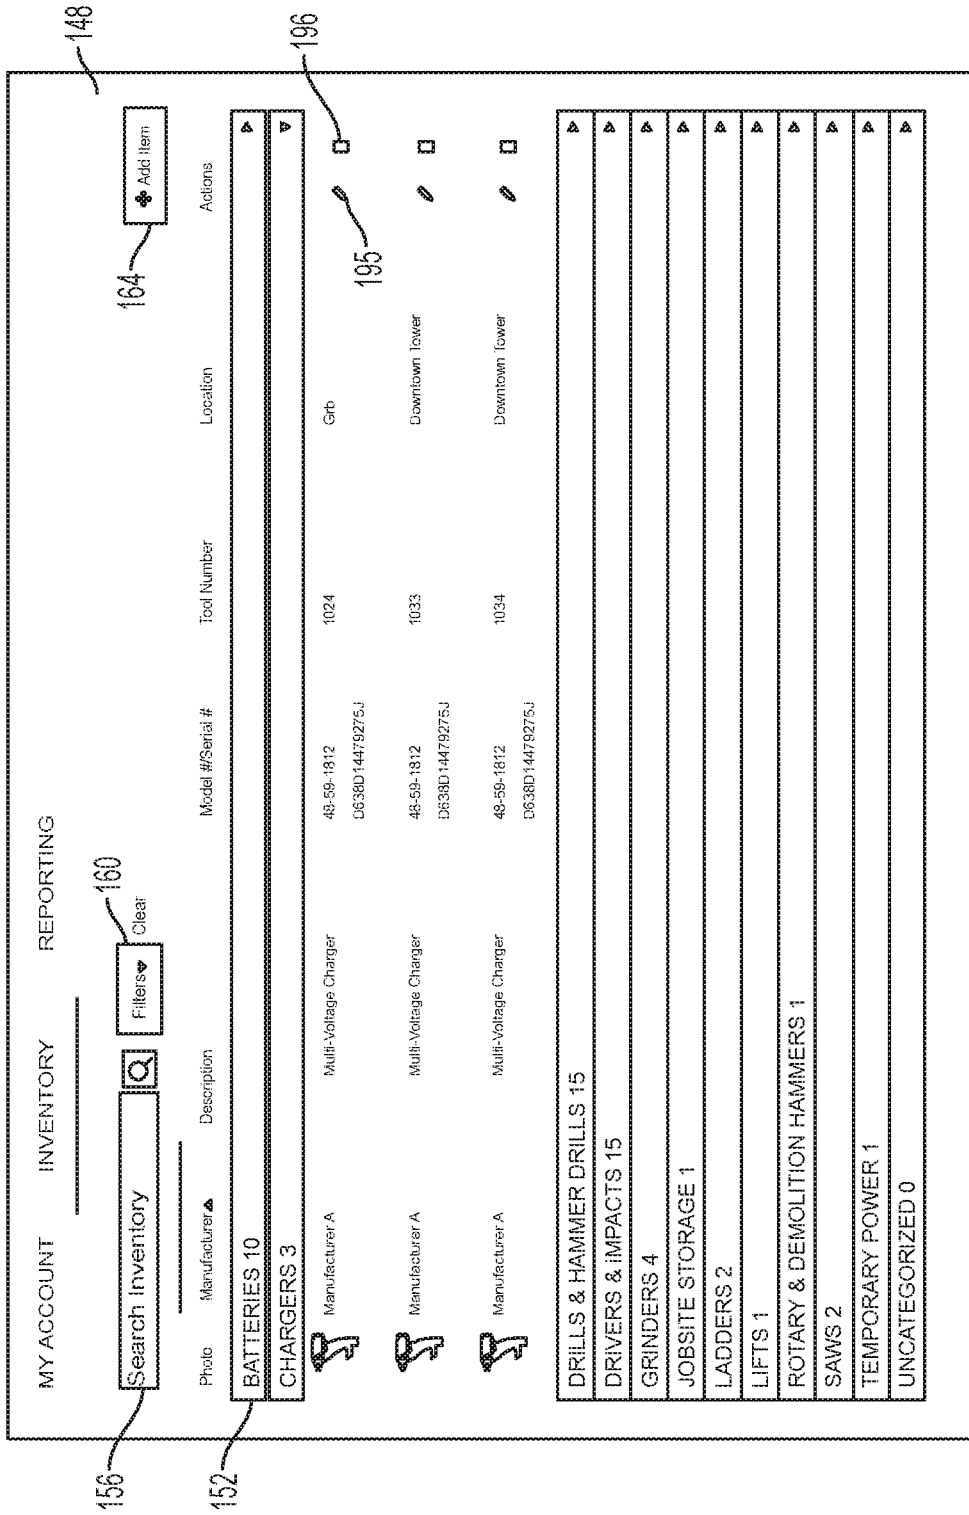 148
MY ACCOUNT INVENTORY REPORTING
156 Search Inventory Filters 160 Clear 164 Add Item
Photo Manufacturer Description Model #/Serial # Tool Number Location Actions
152 BATTERIES 10
CHARGERS 3
196
Manufacturer A Multi-Voltage Charger 48-59-1812 1024 Grb
D638D14479275J
195
Manufacturer A Multi-Voltage Charger 48-59-1812 1033 Downtown Tower
D638D14479275J
Manufacturer A Multi-Voltage Charger 48-59-1812 1034 Downtown Tower
D638D14479275J
DRILLS & HAMMER DRILLS 15
DRIVERS & IMPACTS 15
GRINDERS 4
JOBSITE STORAGE 1
LADDERS 2
LIFTS 1
ROTARY & DEMOLITION HAMMERS 1
SAWS 2
TEMPORARY POWER 1
UNCATEGORIZED 0